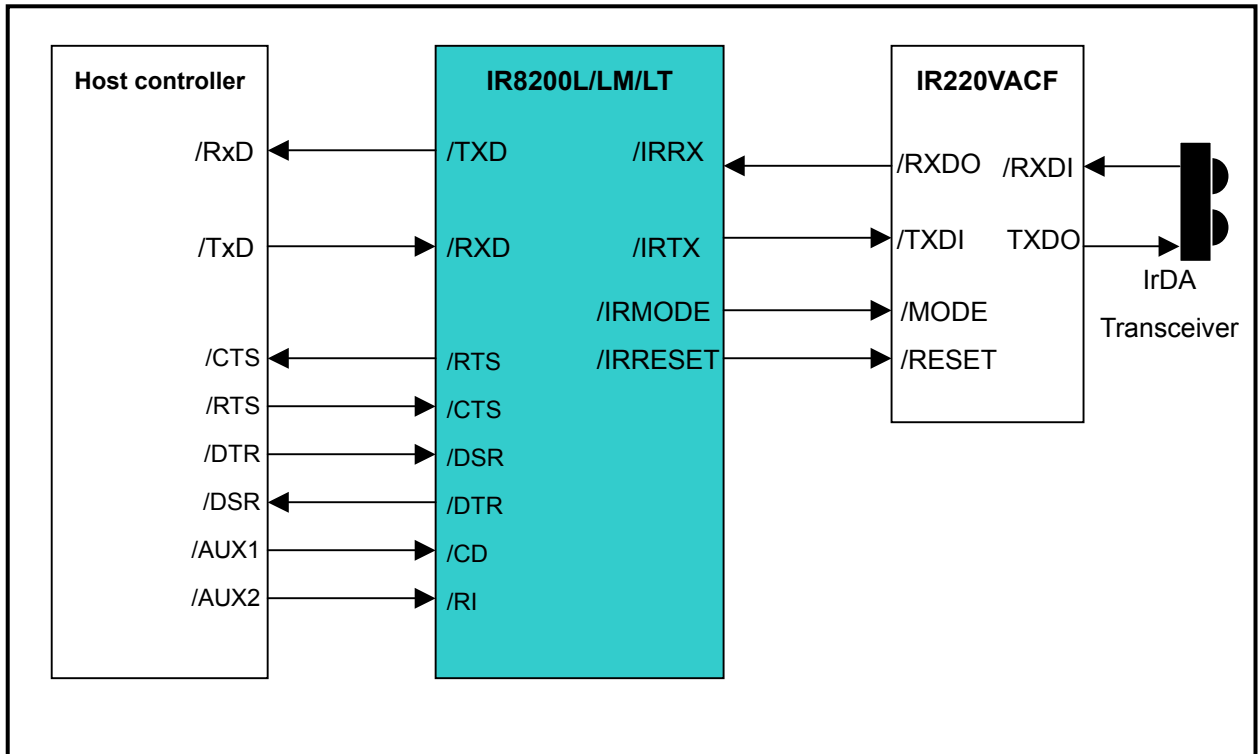 Host controller
/RxD
/TxD
/CTS
/RTS
/DTR
/DSR
/AUX1
/AUX2
IR8200L/LM/LT
/TXD
/RXD
/RTS
/CTS
/DSR
/DTR
/CD
/RI
/IRRX
/IRTX
/IRMODE
/IRRESET
IR220VACF
/RXDO
/TXDI
/MODE
/RESET
/RXDI
TXDO
IrDA
Transceiver